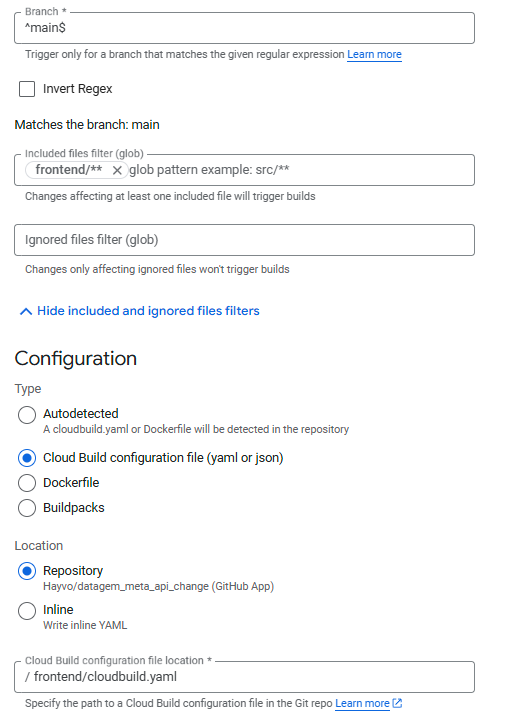 Branch *
^main$
Trigger only for a branch that matches the given regular expression Learn more
Invert Regex
Matches the branch: main
Included files filter (glob)
frontend/** glob pattern example: src/**
Changes affecting at least one included file will trigger builds
Ignored files filter (glob)
Changes only affecting ignored files won't trigger builds
Hide included and ignored files filters
Configuration
Type
Autodetected
A cloudbuild.yaml or Dockerfile will be detected in the repository
Cloud Build configuration file (yaml or json)
Dockerfile
Buildpacks
Location
Repository
Hayvo/datagem_meta_api_change (GitHub App)
Inline
Write inline YAML
Cloud Build configuration file location *
/ frontend/cloudbuild.yaml
Specify the path to a Cloud Build configuration file in the Git repo Learn more